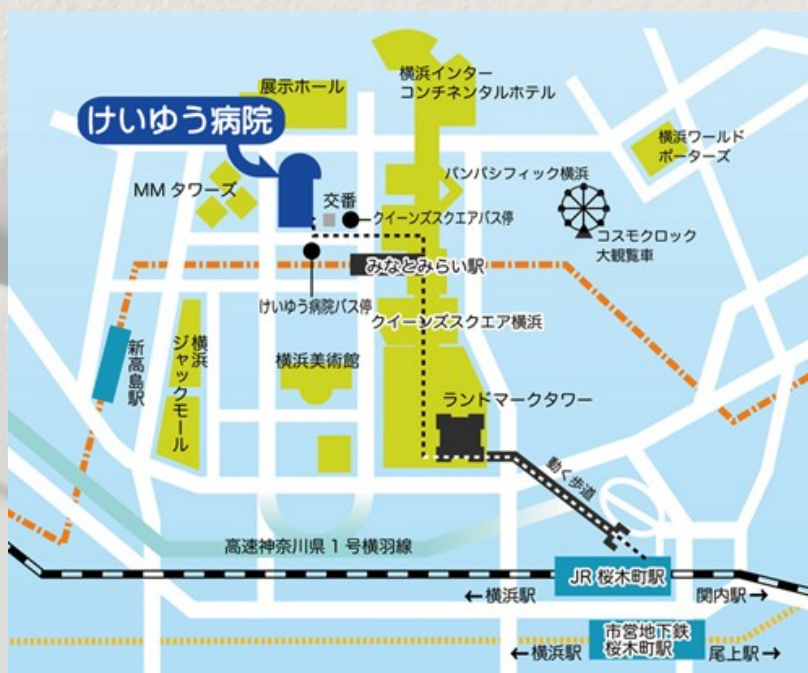 展示ホール
横浜インター
コンチネンタルホテル
けいゆう病院
横浜ワールド
ポーターズ
MMタワーズ
交番
パンパシフィック横浜
クイーンズスクエアバス停
コスモクロック
大観覧車
みなとみらい駅
けいゆう病院バス停
クイーンズスクエア横浜
新高島駅
横浜
ジャックモール
横浜美術館
ランドマークタワー
動く歩道
高速神奈川県1号横羽線
JR 桜木町駅
←横浜駅
関内駅→
市営地下鉄
桜木町駅
←横浜駅
尾上駅→